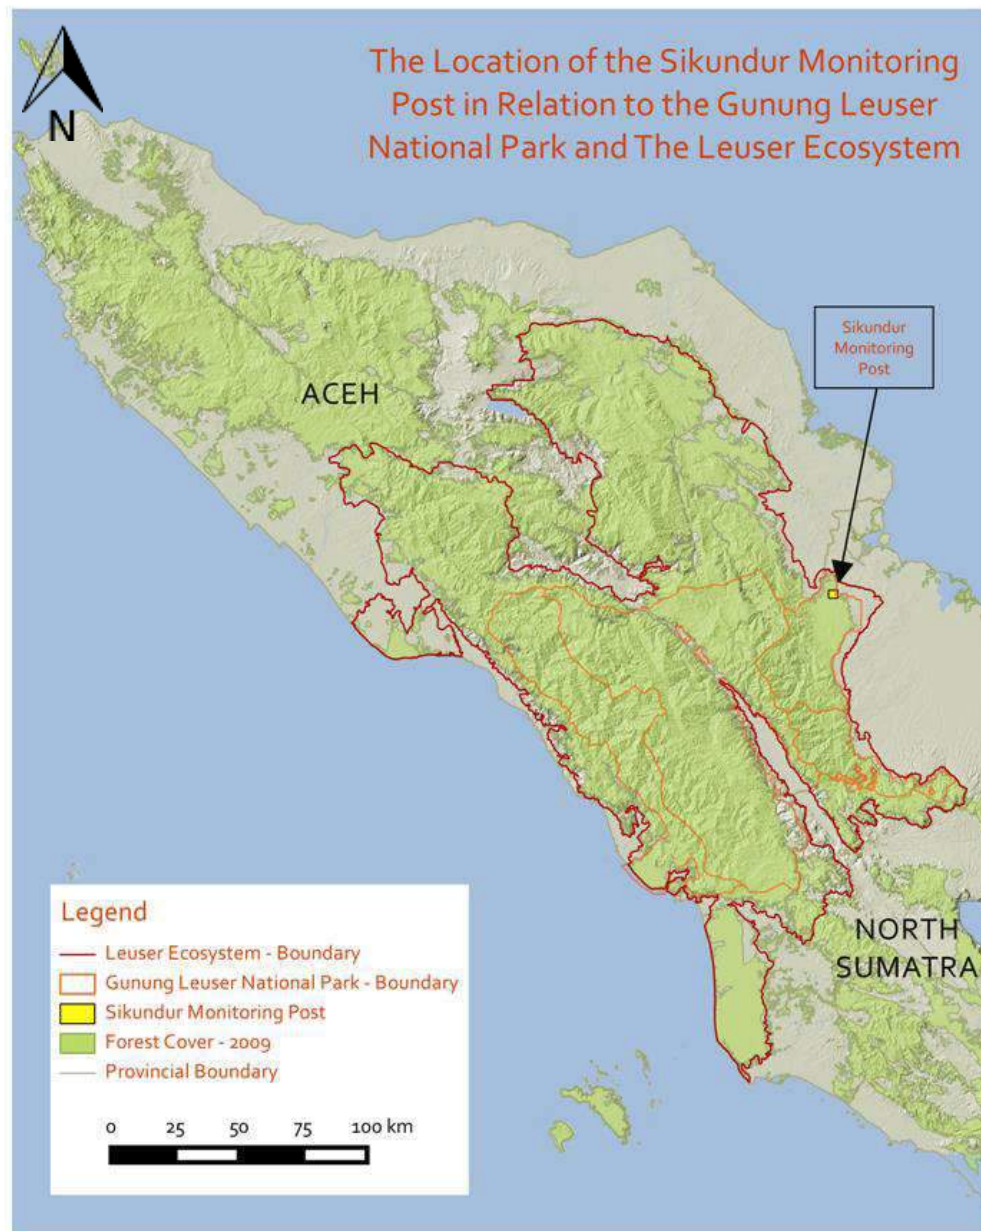 The Location of the Sikundur Monitoring
Post in Relation to the Gunung Leuser
National Park and The Leuser Ecosystem
N
Sikundur
Monitoring
Post
ACEH
NORTH
SUMATRA
Legend
Leuser Ecosystem - Boundary
Gunung Leuser National Park - Boundary
Sikundur Monitoring Post
Forest Cover - 2009
Provincial Boundary
0 25 50 75 100 km